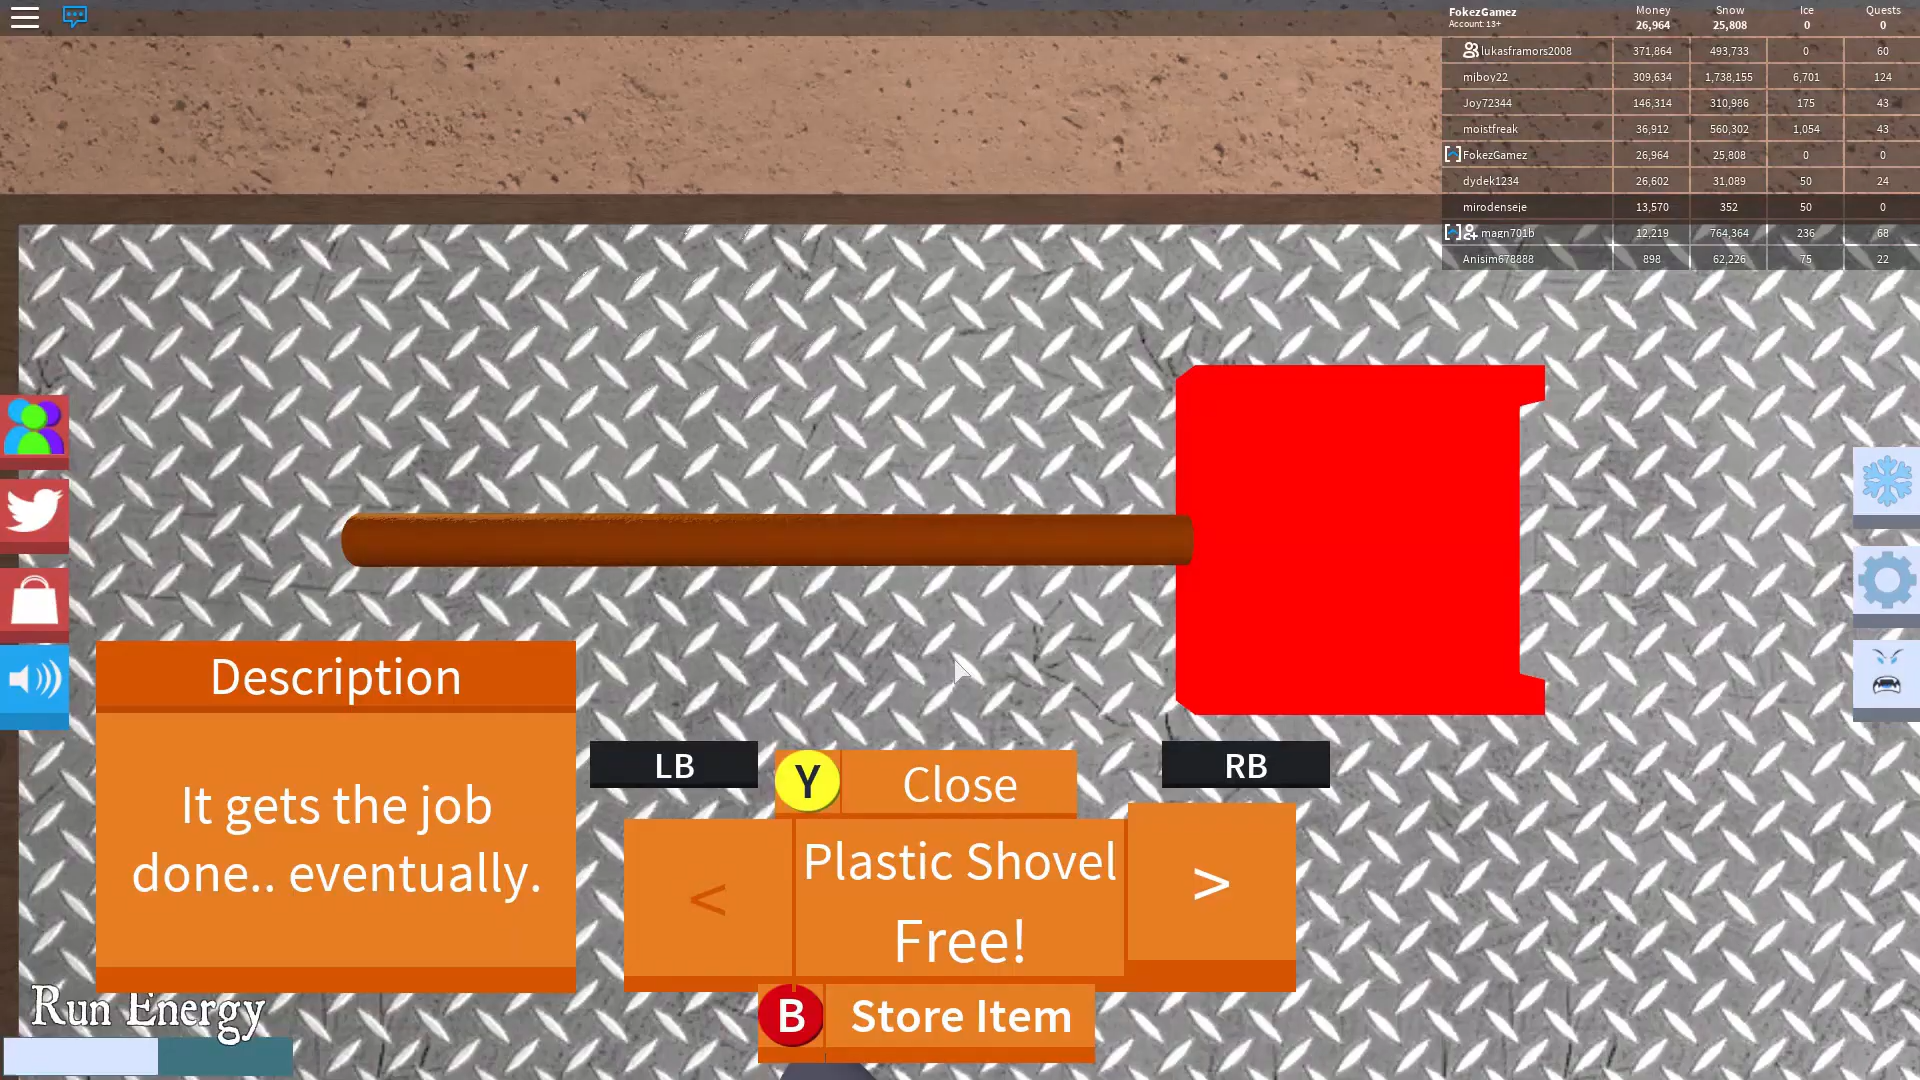 FokezGamez Money Snow Ice Quests
Account: 13+ 26,964 25,808 0 0
lukasframors2008 371,864 493,733 0 60
mjboy22 309,634 1,738,155 6,701 124
Joy72344 146,314 310,986 175 43
moistfreak 36,912 560,302 1,054 43
FokezGamez 26,964 25,808 0 0
dydek1234 26,602 31,089 50 24
mirodenseje 13,570 352 50 0
magn701b 12,219 764,364 236 68
Anisim678888 898 62,226 75 22
Description
It gets the job
done.. eventually.
LB
Y Close
RB
< Plastic Shovel >
Free!
B Store Item
Run Energy